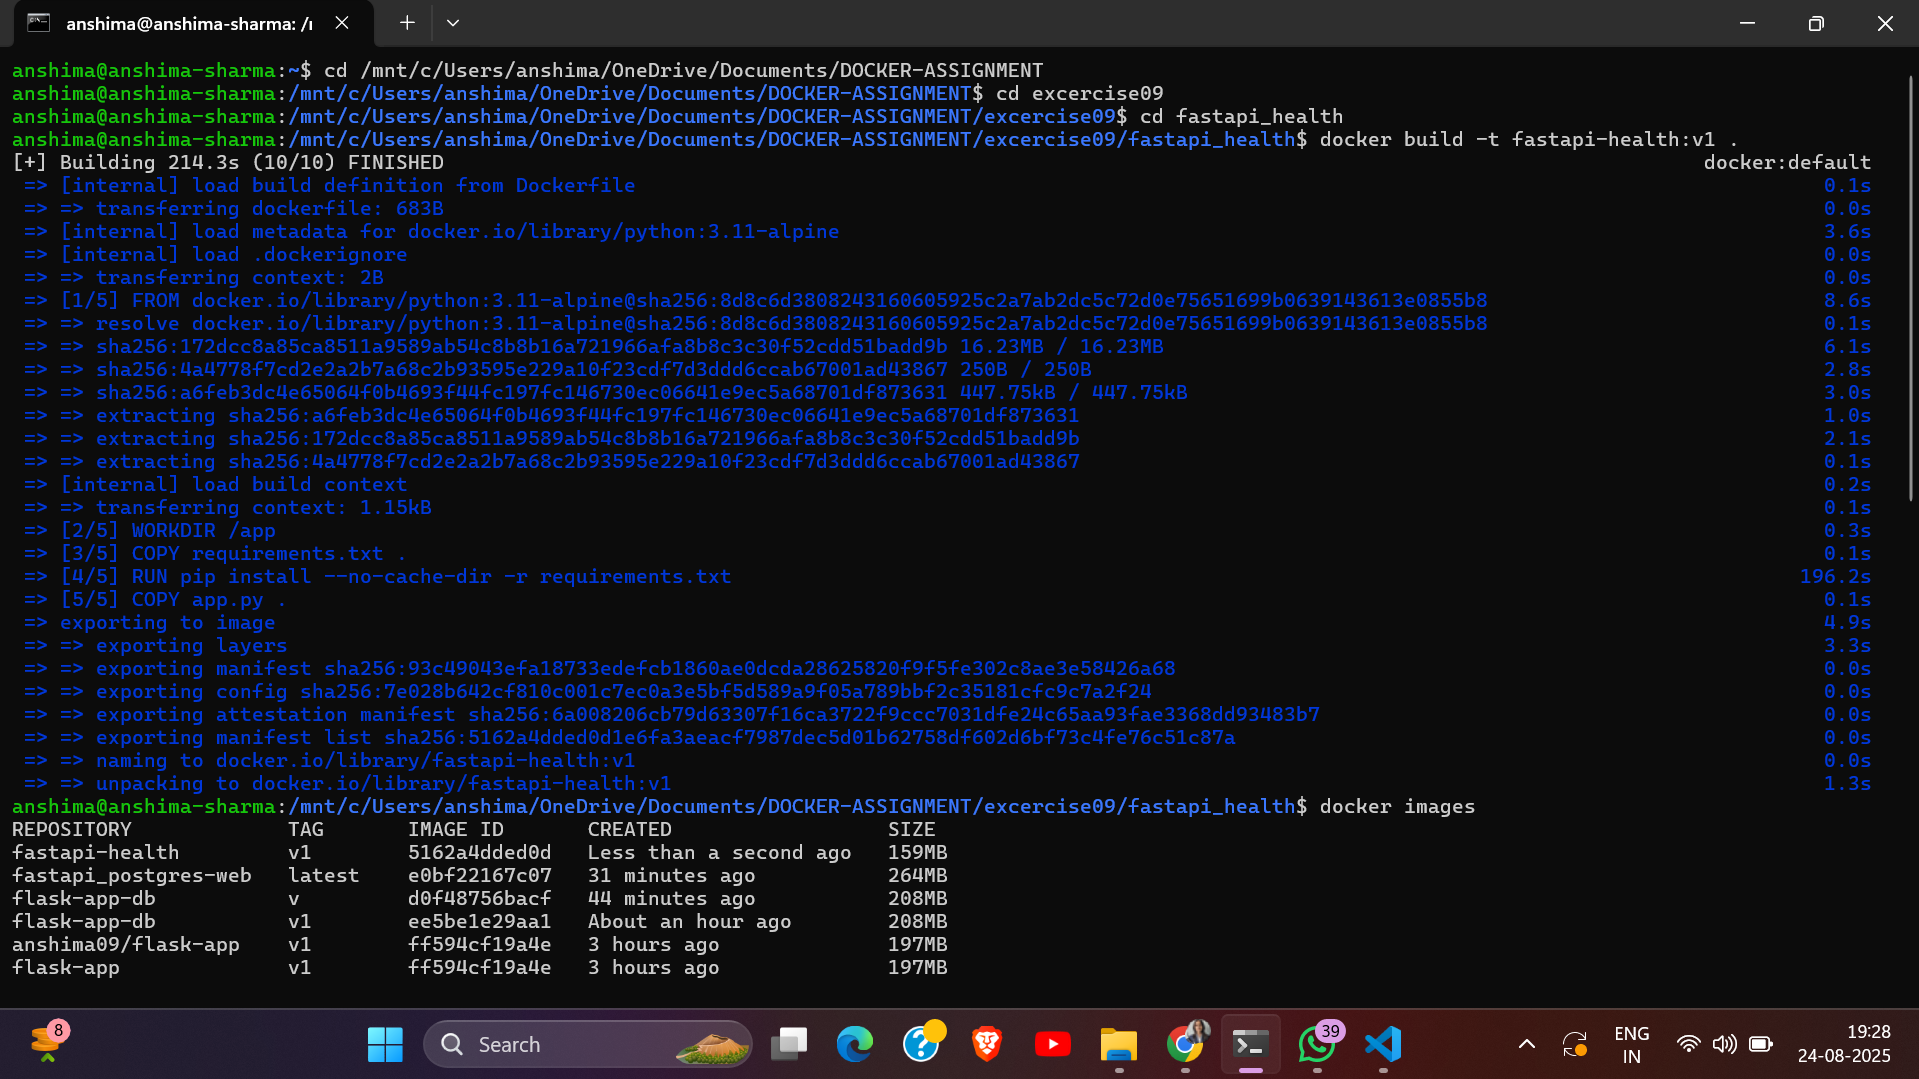 anshima@anshima-sharma: /r
anshima@anshima-sharma:~$ cd /mnt/c/Users/anshima/OneDrive/Documents/DOCKER-ASSIGNMENT
anshima@anshima-sharma:/mnt/c/Users/anshima/OneDrive/Documents/DOCKER-ASSIGNMENT$ cd excercise09
anshima@anshima-sharma:/mnt/c/Users/anshima/OneDrive/Documents/DOCKER-ASSIGNMENT/excercise09$ cd fastapi_health
anshima@anshima-sharma:/mnt/c/Users/anshima/OneDrive/Documents/DOCKER-ASSIGNMENT/excercise09/fastapi_health$ docker build -t fastapi-health:v1 .
[+] Building 214.3s (10/10) FINISHED docker:default
=> [internal] load build definition from Dockerfile 0.1s
=> => transferring dockerfile: 683B 0.0s
=> [internal] load metadata for docker.io/library/python:3.11-alpine 3.6s
=> [internal] load .dockerignore 0.0s
=> => transferring context: 2B 0.0s
=> [1/5] FROM docker.io/library/python:3.11-alpine@sha256:8d8c6d3808243160605925c2a7ab2dc5c72d0e75651699b0639143613e0855b8 8.6s
=> => resolve docker.io/library/python:3.11-alpine@sha256:8d8c6d3808243160605925c2a7ab2dc5c72d0e75651699b0639143613e0855b8 0.1s
=> => sha256:172dcc8a85ca8511a9589ab54c8b8b16a721966afa8b8c3c30f52cdd51badd9b 16.23MB / 16.23MB 6.1s
=> => sha256:4a4778f7cd2e2a2b7a68c2b93595e229a10f23cdf7d3ddd6ccab67001ad43867 250B / 250B 2.8s
=> => sha256:a6feb3dc4e65064f0b4693f44fc197fc146730ec06641e9ec5a68701df873631 447.75kB / 447.75kB 3.0s
=> => extracting sha256:a6feb3dc4e65064f0b4693f44fc197fc146730ec06641e9ec5a68701df873631 1.0s
=> => extracting sha256:172dcc8a85ca8511a9589ab54c8b8b16a721966afa8b8c3c30f52cdd51badd9b 2.1s
=> => extracting sha256:4a4778f7cd2e2a2b7a68c2b93595e229a10f23cdf7d3ddd6ccab67001ad43867 0.1s
=> [internal] load build context 0.2s
=> => transferring context: 1.15kB 0.1s
=> [2/5] WORKDIR /app 0.3s
=> [3/5] COPY requirements.txt . 0.1s
=> [4/5] RUN pip install --no-cache-dir -r requirements.txt 196.2s
=> [5/5] COPY app.py . 0.1s
=> exporting to image 4.9s
=> => exporting layers 3.3s
=> => exporting manifest sha256:93c49043efa18733edefcb1860ae0dcda28625820f9f5fe302c8ae3e58426a68 0.0s
=> => exporting config sha256:7e028b642cf810c001c7ec0a3e5bf5d589a9f05a789bbf2c35181cfc9c7a2f24 0.0s
=> => exporting attestation manifest sha256:6a008206cb79d63307f16ca3722f9ccc7031dfe24c65aa93fae3368dd93483b7 0.0s
=> => exporting manifest list sha256:5162a4dded0d1e6fa3aeacf7987dec5d01b62758df602d6bf73c4fe76c51c87a 0.0s
=> => naming to docker.io/library/fastapi-health:v1 0.0s
=> => unpacking to docker.io/library/fastapi-health:v1 1.3s
anshima@anshima-sharma:/mnt/c/Users/anshima/OneDrive/Documents/DOCKER-ASSIGNMENT/excercise09/fastapi_health$ docker images
REPOSITORY TAG IMAGE ID CREATED SIZE
fastapi-health v1 5162a4dded0d Less than a second ago 159MB
fastapi_postgres-web latest e0bf22167c07 31 minutes ago 264MB
flask-app-db v d0f48756bacf 44 minutes ago 208MB
flask-app-db v1 ee5be1e29aa1 About an hour ago 208MB
anshima09/flask-app v1 ff594cf19a4e 3 hours ago 197MB
flask-app v1 ff594cf19a4e 3 hours ago 197MB
8
Search
39
ENG
IN
19:28
24-08-2025